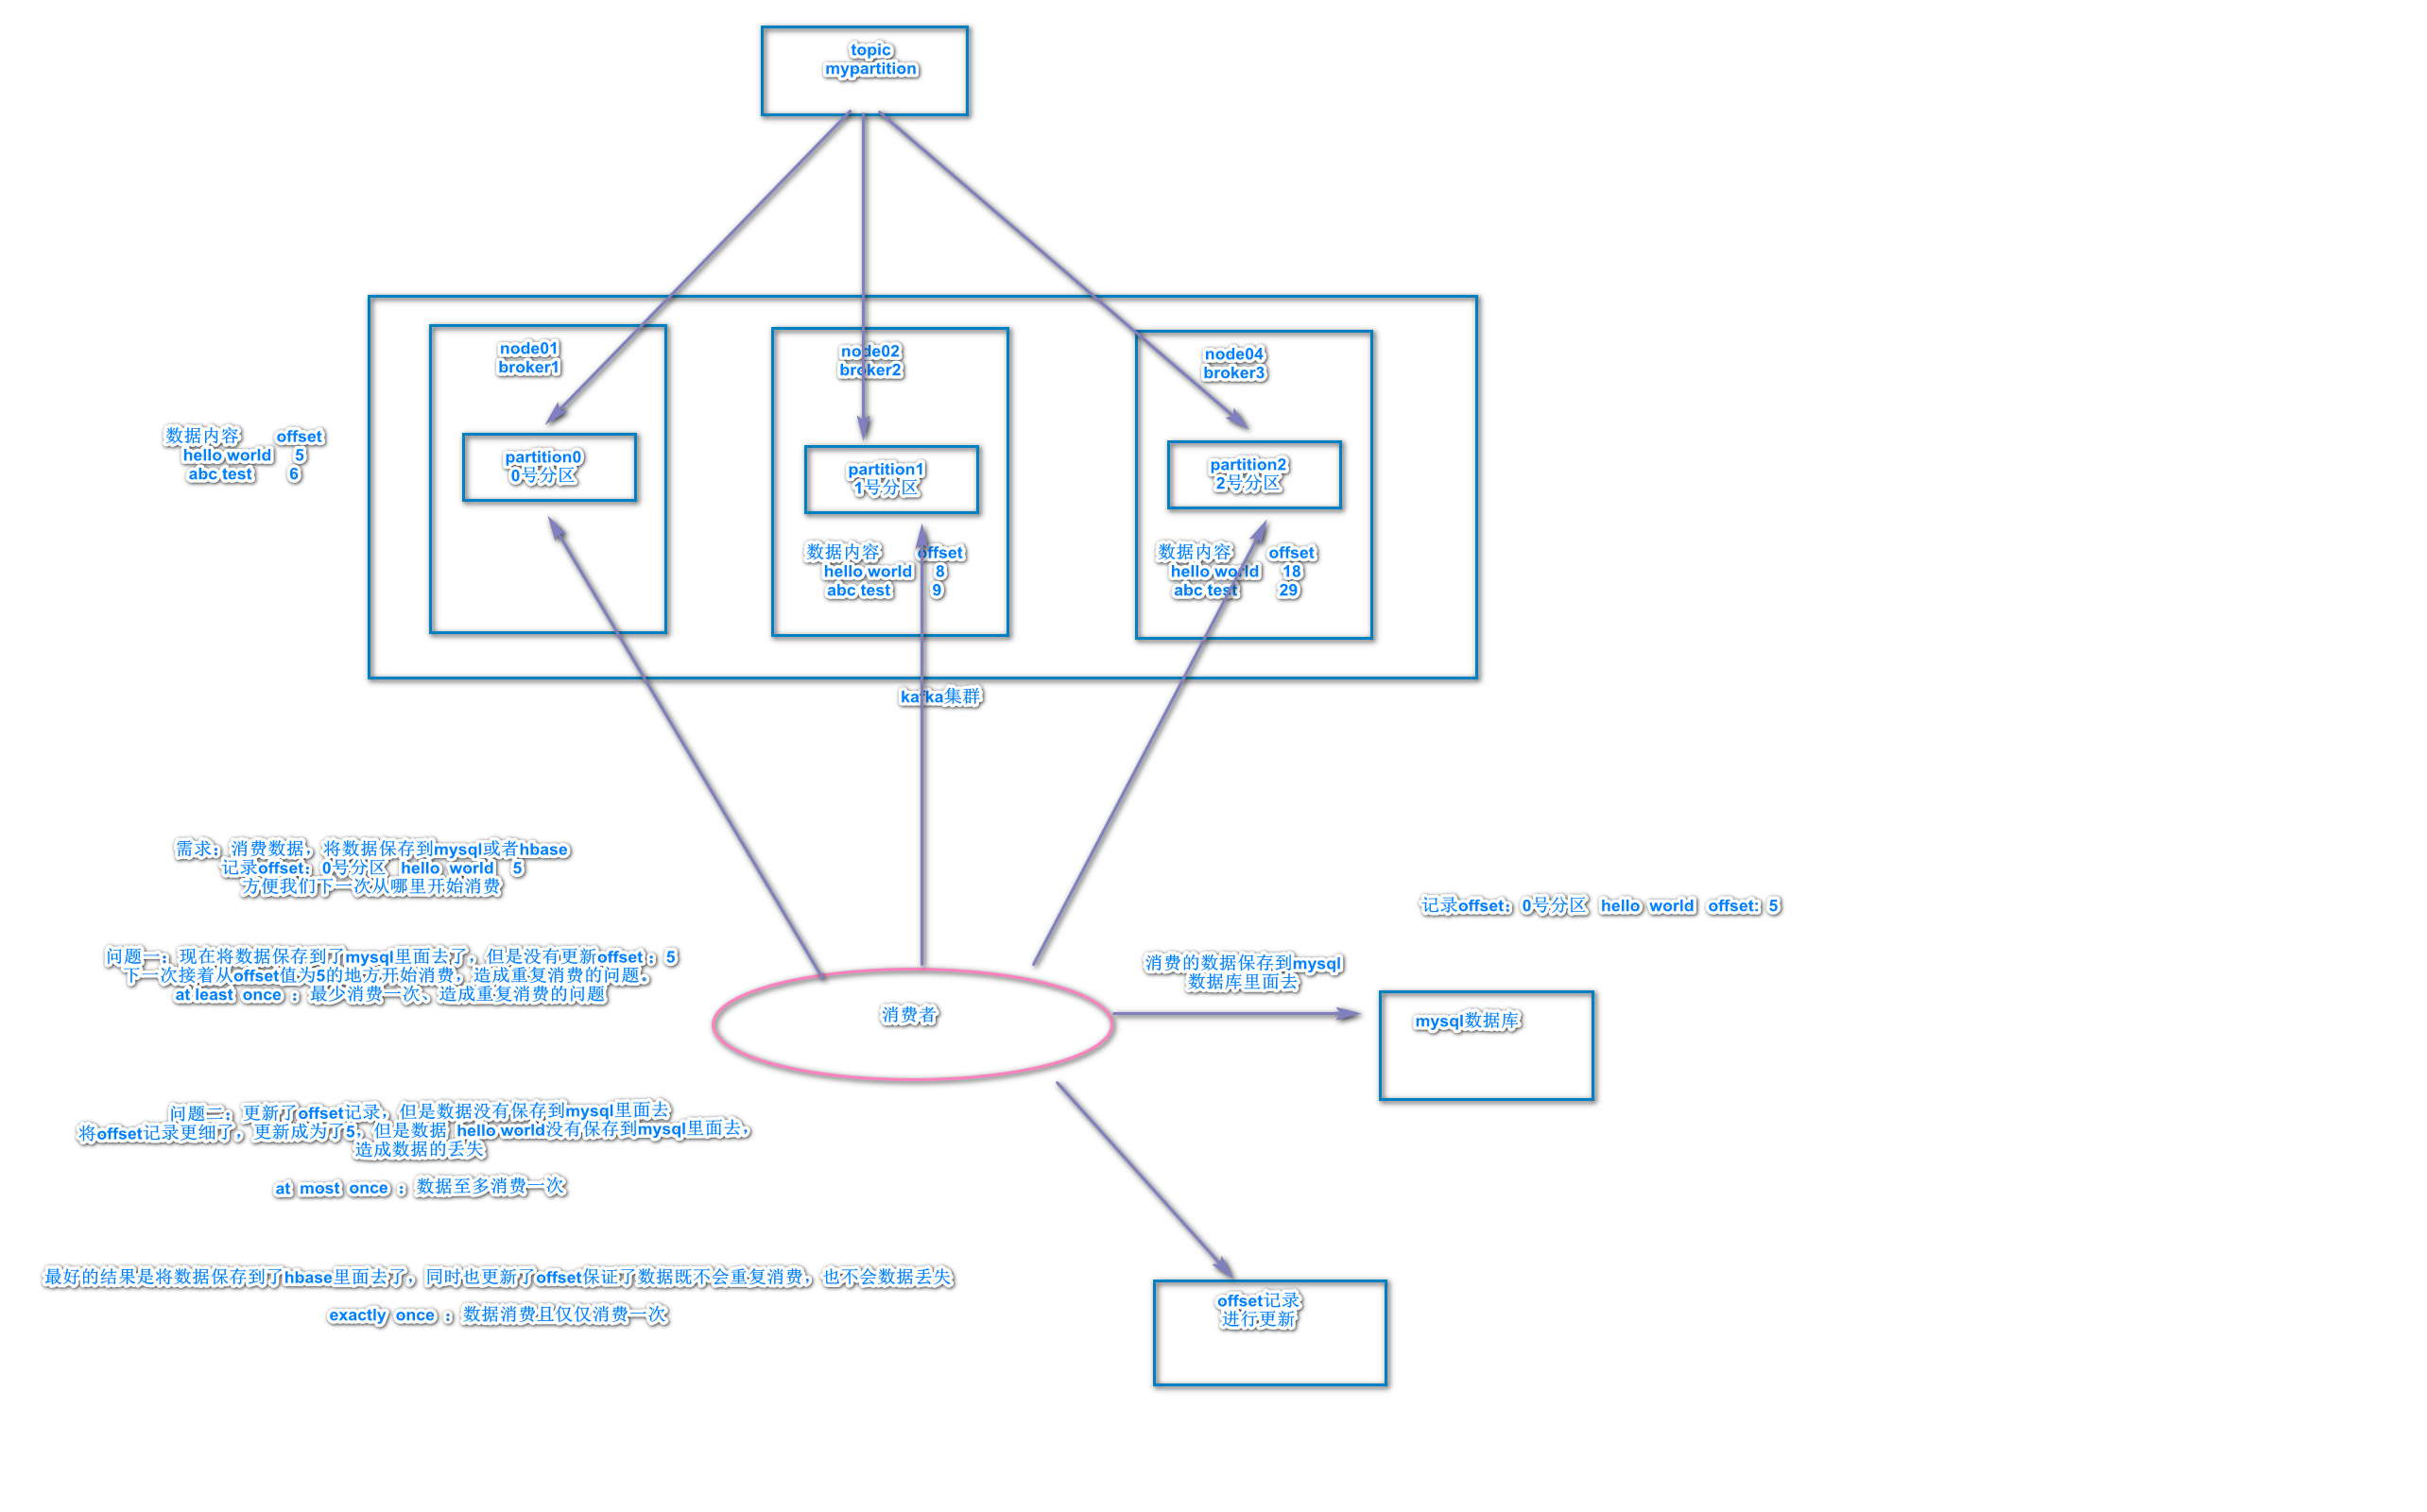 topic
mypartition
node01
broker1
node02
broker2
node04
broker3
数据内容 offset
hello world 5
abc test 6
partition0
0号分区
partition1
1号分区
partition2
2号分区
数据内容 offset
hello world 8
abc test 9
数据内容 offset
hello world 18
abc test 29
kafka集群
需求：消费数据，将数据保存到mysql或者hbase
记录offset：0号分区 hello world 5
方便我们下一次从哪里开始消费
记录offset：0号分区 hello world offset: 5
问题一：现在将数据保存到了mysql里面去了，但是没有更新offset：5
下一次接着从offset值为5的地方开始消费，造成重复消费的问题.
at least once ：最少消费一次、造成重复消费的问题
消费的数据保存到mysql
数据库里面去
消费者
mysql数据库
问题二：更新了offset记录，但是数据没有保存到mysql里面去
将offset记录更细了，更新成为了5，但是数据 hello world没有保存到mysql里面去，
造成数据的丢失
at most once ：数据至多消费一次
最好的结果是将数据保存到了hbase里面去了，同时也更新了offset保证了数据既不会重复消费，也不会数据丢失
exactly once ：数据消费且仅仅消费一次
offset记录
进行更新